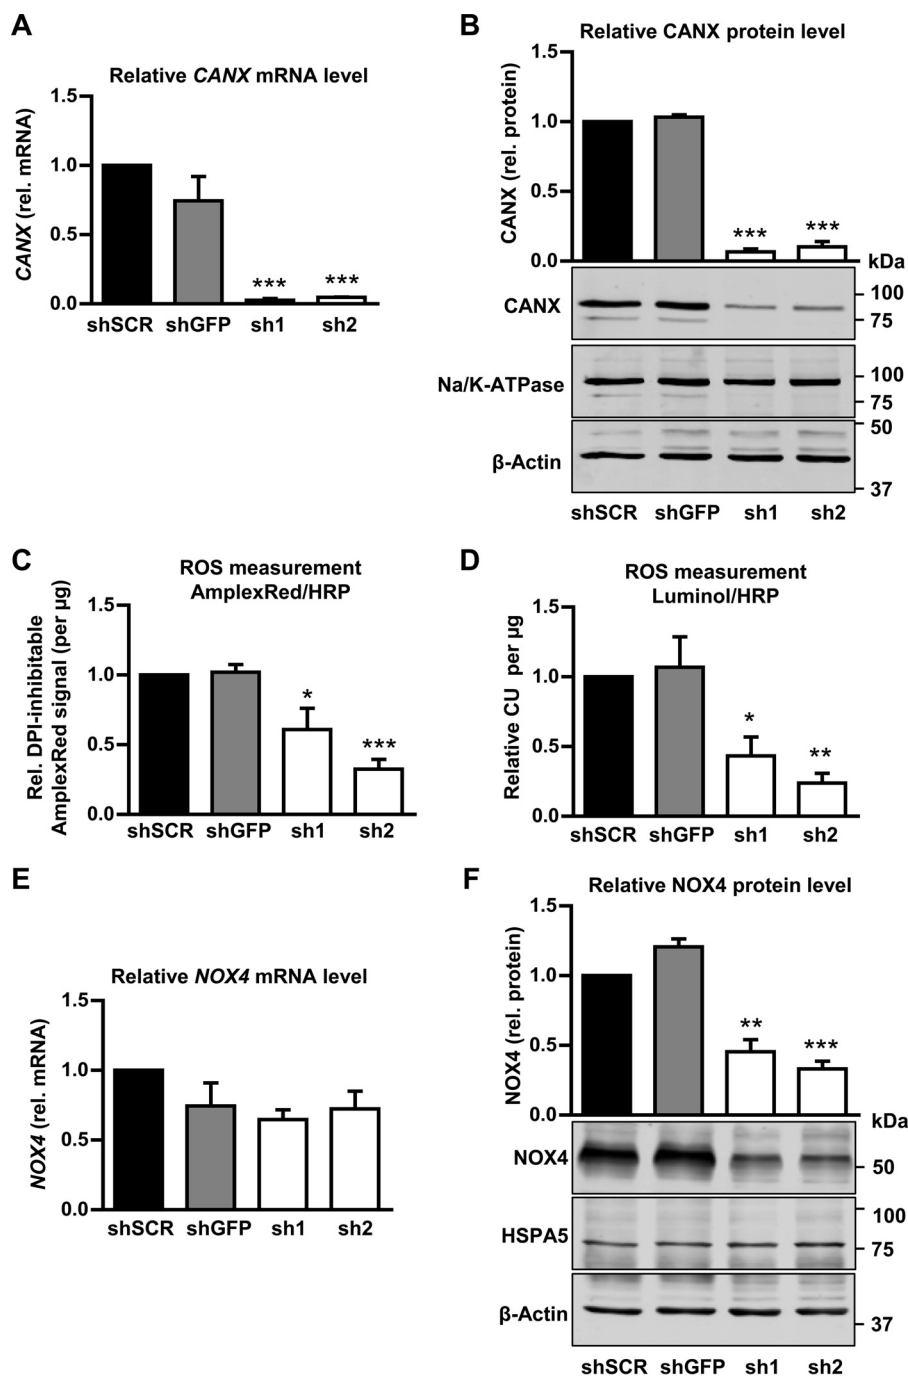 A
Relative CANX mRNA level
CANX (rel. mRNA)
1.5
1.0
0.5
0.0
*** ***
shSCR shGFP sh1 sh2
B
Relative CANX protein level
CANX (rel. protein)
1.5
1.0
0.5
0.0
*** ***
kDa
CANX
100
75
Na/K-ATPase
100
75
β-Actin
50
37
shSCR shGFP sh1 sh2
C
ROS measurement
AmplexRed/HRP
Rel. DPI-inhibitable
AmplexRed signal (per µg)
1.5
1.0
0.5
0.0
* ***
shSCR shGFP sh1 sh2
D
ROS measurement
Luminol/HRP
Relative CU per µg
1.5
1.0
0.5
0.0
* **
shSCR shGFP sh1 sh2
E
Relative NOX4 mRNA level
NOX4 (rel. mRNA)
1.5
1.0
0.5
0.0
shSCR shGFP sh1 sh2
F
Relative NOX4 protein level
NOX4 (rel. protein)
1.5
1.0
0.5
0.0
** ***
kDa
NOX4
50
HSPA5
100
75
β-Actin
37
shSCR shGFP sh1 sh2